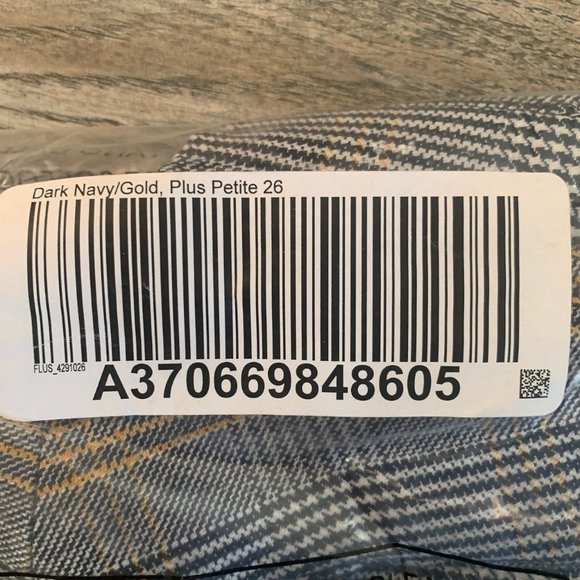 Dark Navy/Gold, Plus Petite 26
FLUS_4291026
A370669848605